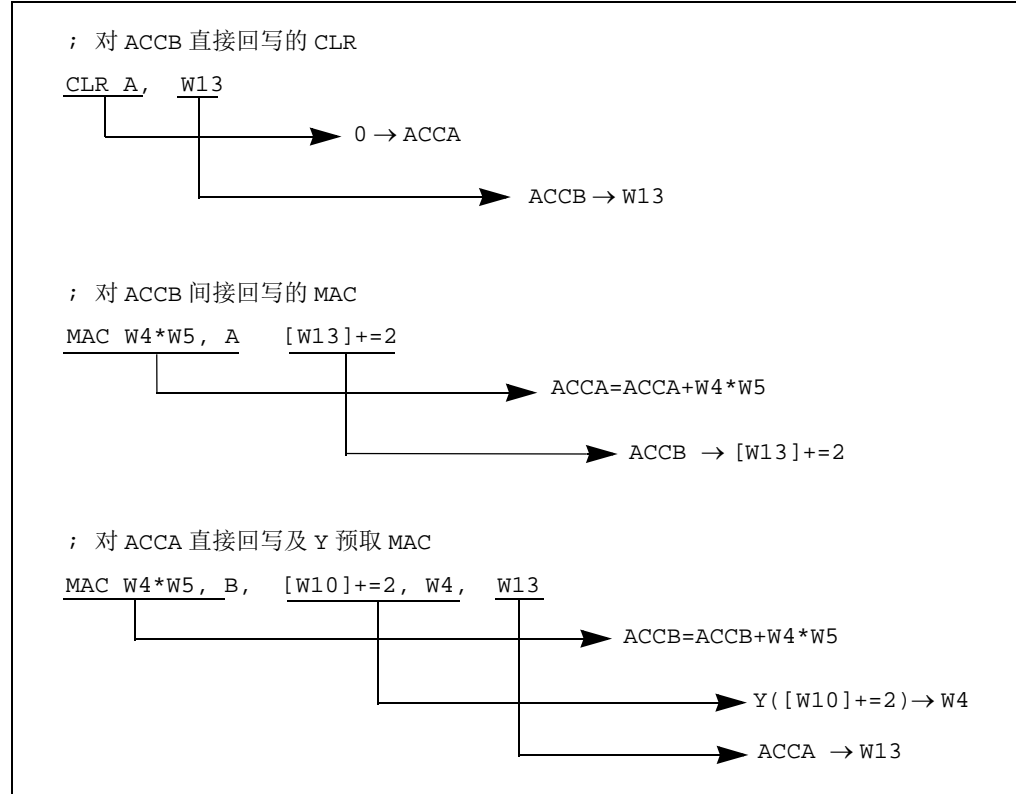 ; 对 ACCB 直接回写的 CLR
CLR A, W13
0 → ACCA
ACCB → W13
; 对 ACCB 间接回写的 MAC
MAC W4*W5, A [W13]+=2
ACCA=ACCA+W4*W5
ACCB → [W13]+=2
; 对 ACCA 直接回写及 Y 预取 MAC
MAC W4*W5, B, [W10]+=2, W4, W13
ACCB=ACCB+W4*W5
Y([W10]+=2)→ W4
ACCA → W13